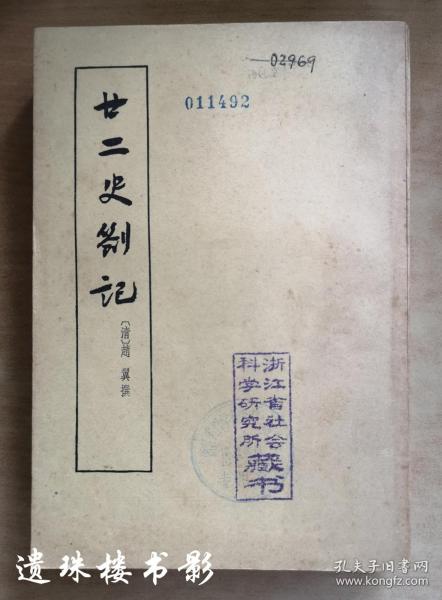 —02969
011492
廿二史劄记
〔清〕趙翼撰
浙江省社会
科学研究所
藏书
遗珠楼书影
孔夫子旧书网
www.kongfz.com